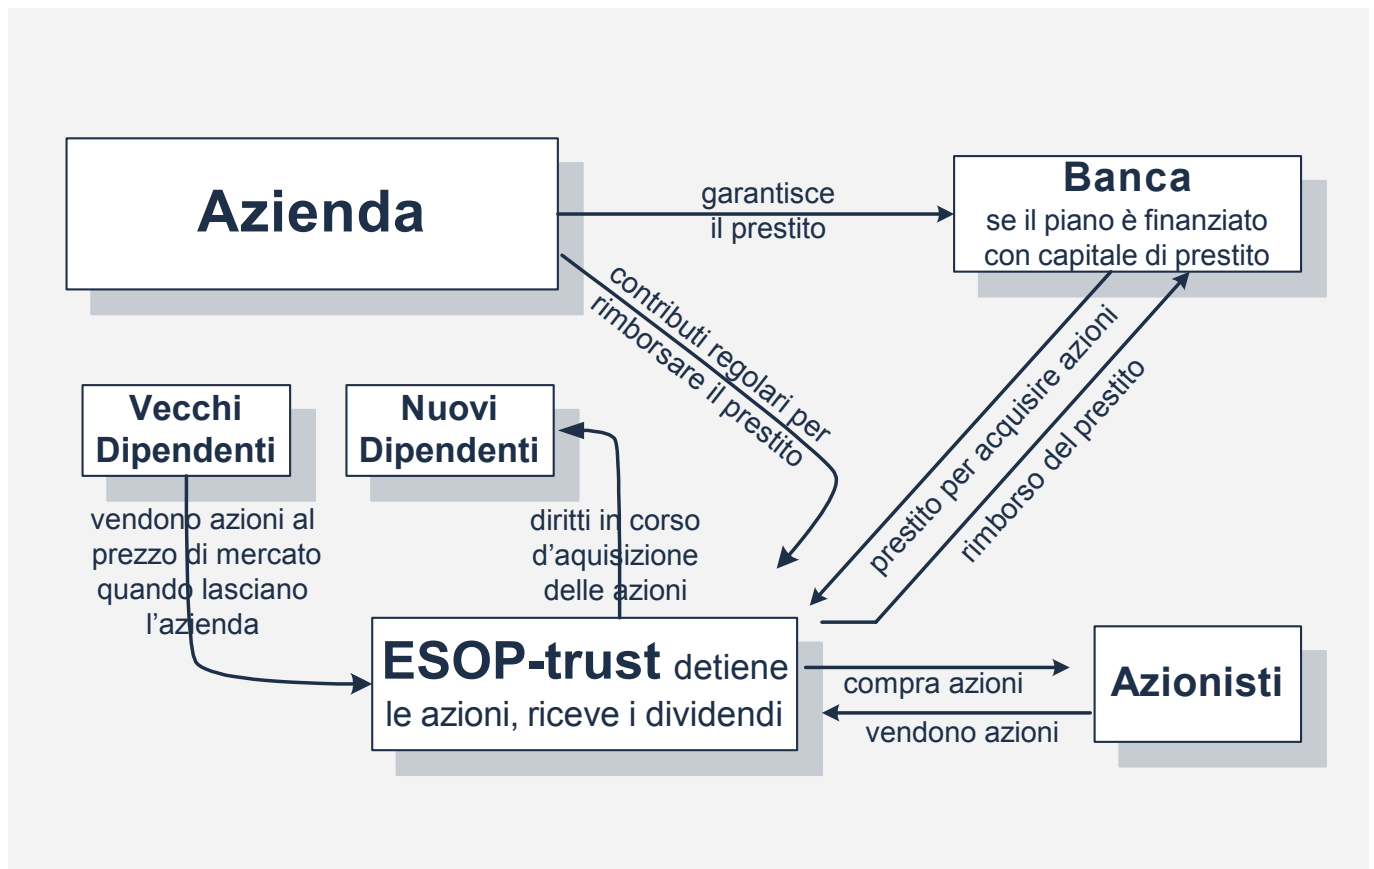 Azienda
garantisce
il prestito
Banca
se il piano è finanziato
con capitale di prestito
contributi regolari per
rimborsare il prestito
prestito per acquisire azioni
rimborso del prestito
Vecchi
Dipendenti
Nuovi
Dipendenti
vendono azioni al
prezzo di mercato
quando lasciano
l’azienda
diritti in corso
d’aquisizione
delle azioni
ESOP-trust detiene
le azioni, riceve i dividendi
compra azioni
vendono azioni
Azionisti